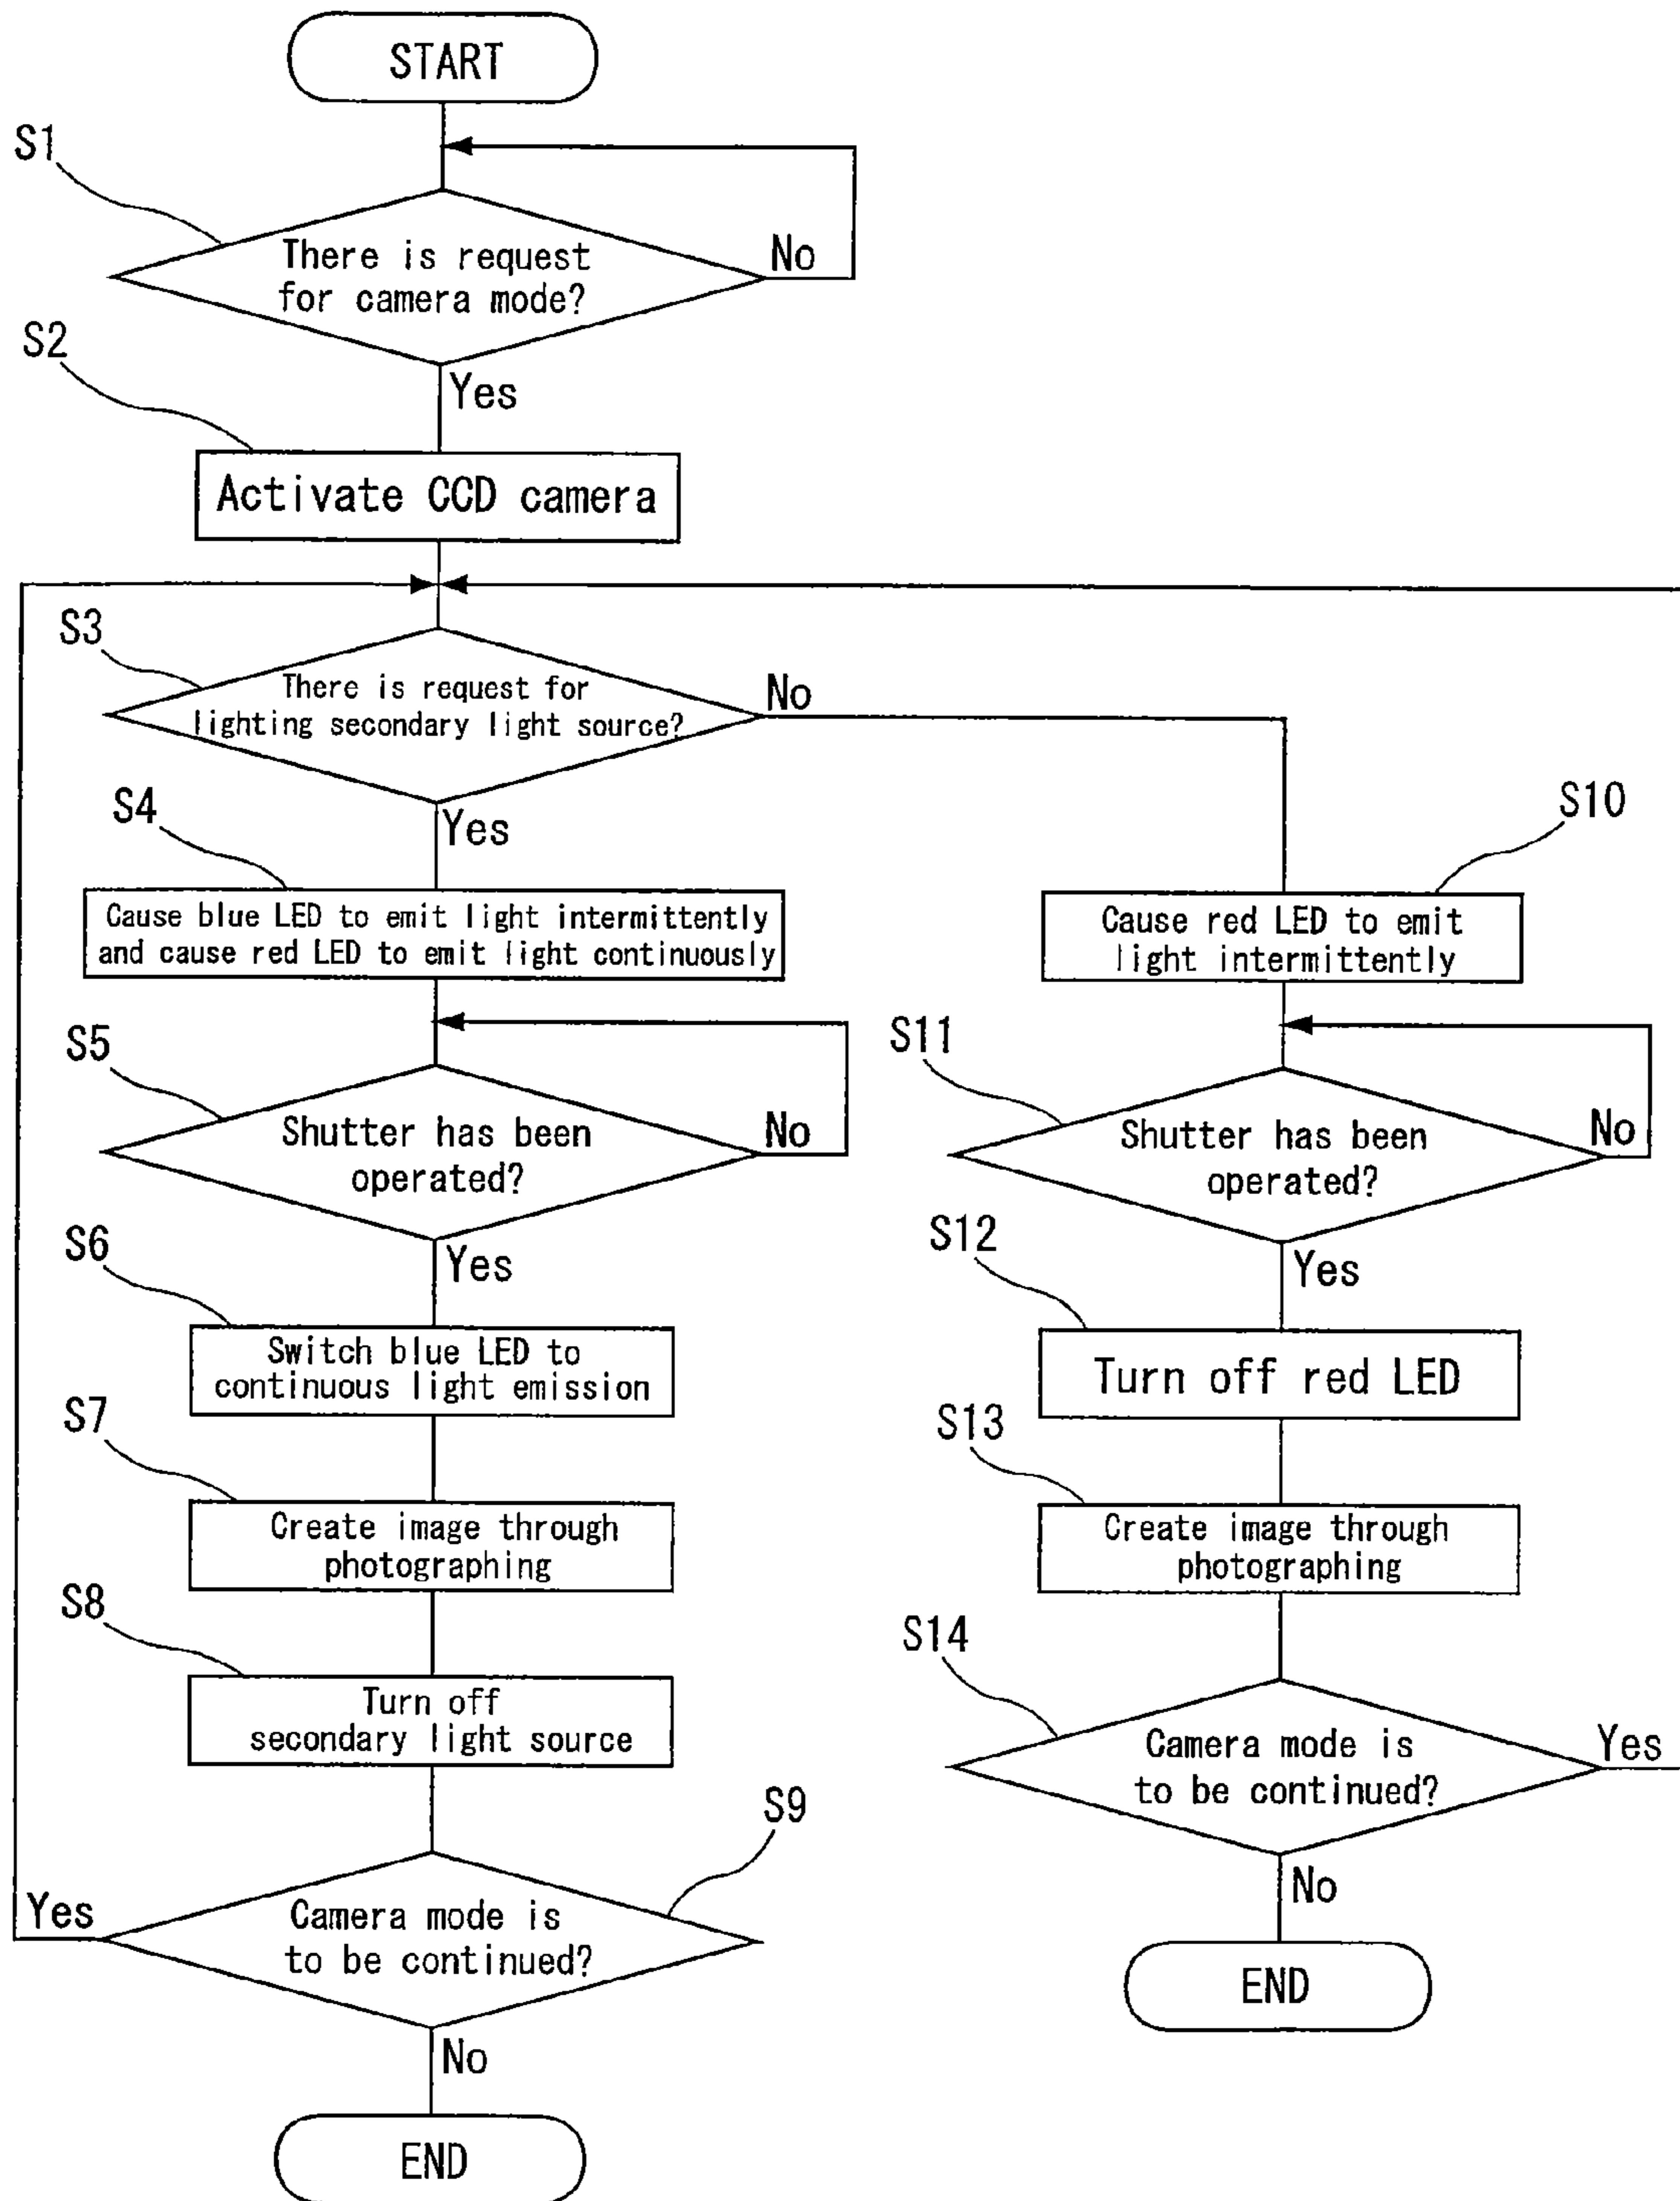 START
S1
There is request
for camera mode?
No
Yes
S2
Activate CCD camera
S3
There is request for
lighting secondary light source?
No
Yes
S4
Cause blue LED to emit light intermittently
and cause red LED to emit light continuously
S5
Shutter has been
operated?
No
Yes
S6
Switch blue LED to
continuous light emission
S7
Create image through
photographing
S8
Turn off
secondary light source
S9
Camera mode is
to be continued?
Yes
No
END
S10
Cause red LED to emit
light intermittently
S11
Shutter has been
operated?
No
Yes
S12
Turn off red LED
S13
Create image through
photographing
S14
Camera mode is
to be continued?
Yes
No
END